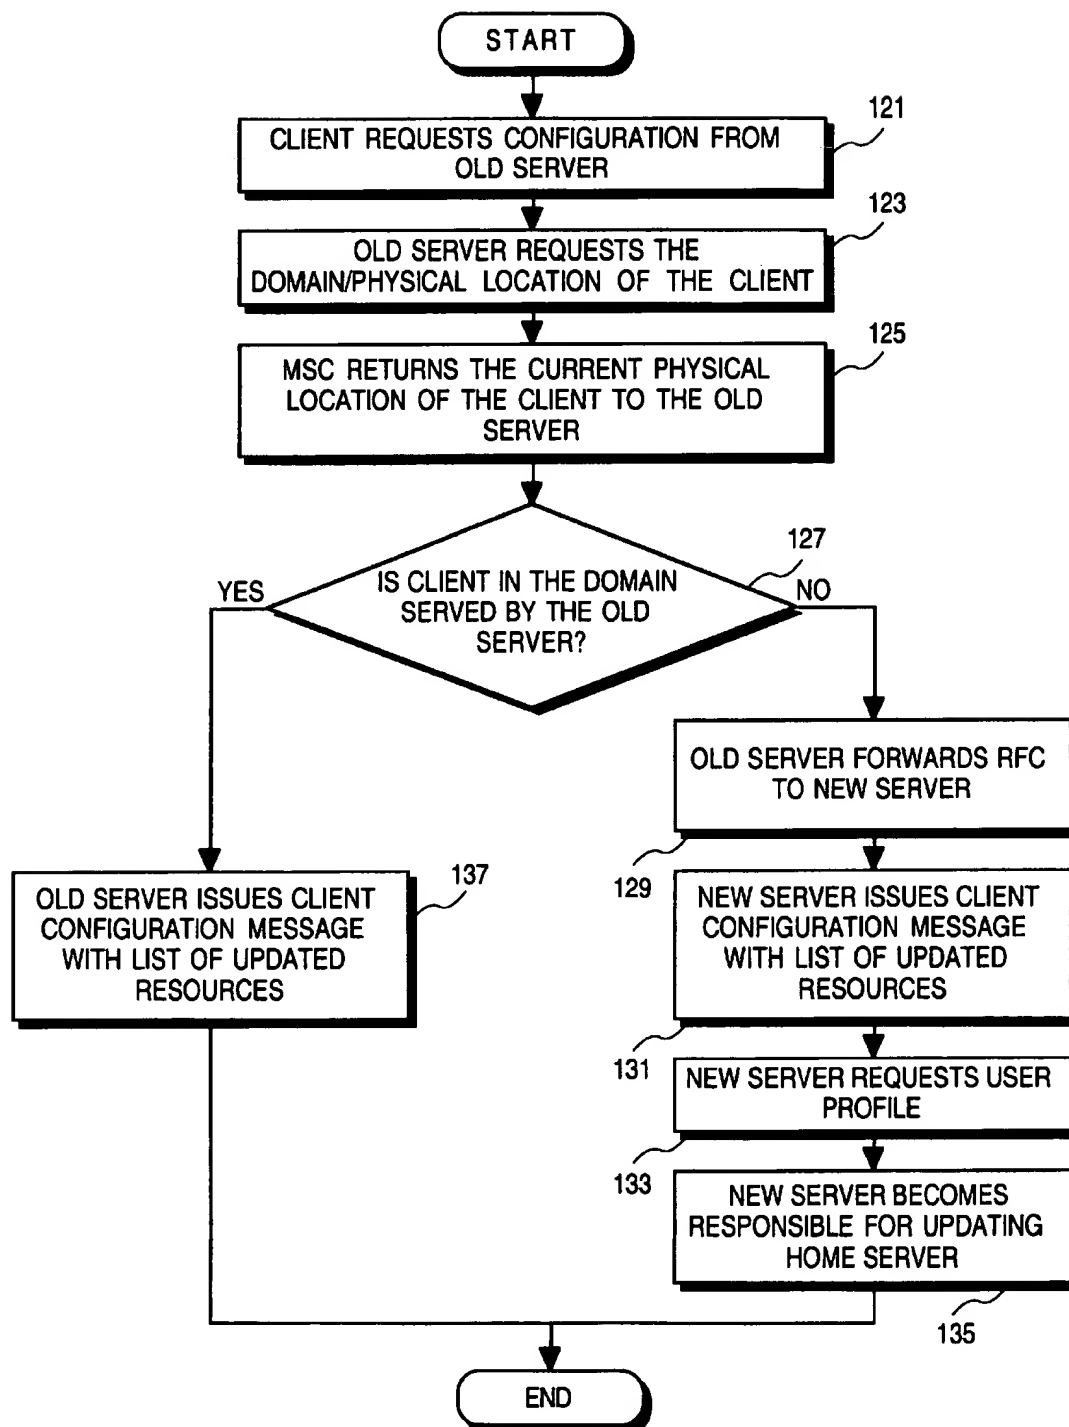 START
121
CLIENT REQUESTS CONFIGURATION FROM
OLD SERVER
123
OLD SERVER REQUESTS THE
DOMAIN/PHYSICAL LOCATION OF THE CLIENT
125
MSC RETURNS THE CURRENT PHYSICAL
LOCATION OF THE CLIENT TO THE OLD
SERVER
127
IS CLIENT IN THE DOMAIN
SERVED BY THE OLD
SERVER?
YES
NO
OLD SERVER FORWARDS RFC
TO NEW SERVER
129
137
OLD SERVER ISSUES CLIENT
CONFIGURATION MESSAGE
WITH LIST OF UPDATED
RESOURCES
NEW SERVER ISSUES CLIENT
CONFIGURATION MESSAGE
WITH LIST OF UPDATED
RESOURCES
131
NEW SERVER REQUESTS USER
PROFILE
133
NEW SERVER BECOMES
RESPONSIBLE FOR UPDATING
HOME SERVER
135
END